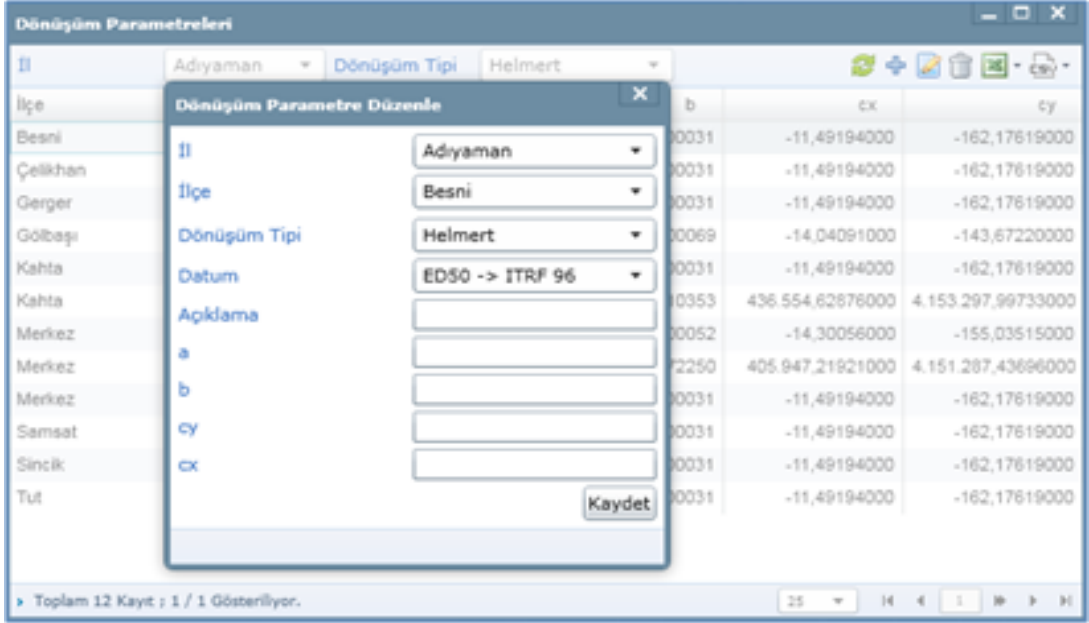 Dönüşüm Parametreleri
İl Adıyaman Dönüşüm Tipi Helmert
İlçe b cx cy
Dönüşüm Parametre Düzenle
İl Adıyaman
İlçe Besni
Dönüşüm Tipi Helmert
Datum ED50 -> ITRF 96
Açıklama
a
b
cy
cx
Kaydet
Besni 00031 -11,49194000 -162,17619000
Çelikhan 00031 -11,49194000 -162,17619000
Gerger 00031 -11,49194000 -162,17619000
Gölbaşı 00069 -14,04091000 -143,67220000
Kahta 00031 -11,49194000 -162,17619000
Kahta 10353 436.554,62876000 4.153.297,99733000
Merkez 00052 -14,30056000 -155,03515000
Merkez 72250 405.947,21921000 4.151.287,43696000
Merkez 00031 -11,49194000 -162,17619000
Samsat 00031 -11,49194000 -162,17619000
Sincik 00031 -11,49194000 -162,17619000
Tut 00031 -11,49194000 -162,17619000
Toplam 12 Kayıt ; 1 / 1 Gösteriliyor. 25 1